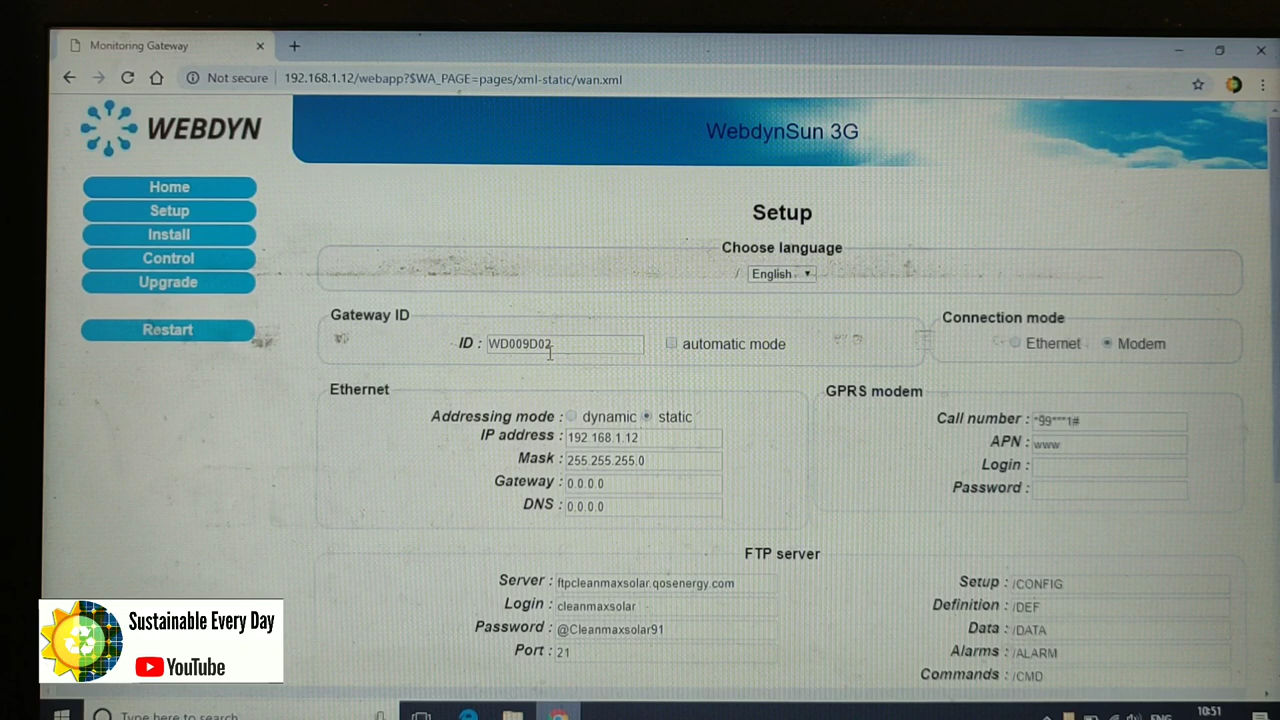 Monitoring Gateway
Not secure
192.168.1.12/webapp?$WA_PAGE=pages/xml-static/wan.xml
WEBDYN
WebdynSun 3G
Home
Setup
Install
Control
Upgrade
Restart
Setup
Choose language
/ English
Gateway ID
ID : WD009D02
automatic mode
Connection mode
Ethernet
Modem
Ethernet
Addressing mode : dynamic static
IP address : 192.168.1.12
Mask : 255.255.255.0
Gateway : 0.0.0.0
DNS : 0.0.0.0
GPRS modem
Call number : *99***1#
APN : www
Login :
Password :
FTP server
Server : ftpcleanmaxsolar.qosenergy.com
Login : cleanmaxsolar
Password : @Cleanmaxsolar91
Port : 21
Setup : /CONFIG
Definition : /DEF
Data : /DATA
Alarms : /ALARM
Commands : /CMD
Sustainable Every Day
YouTube
Type here to search
ENG
10:51